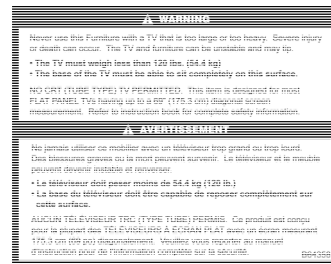 ⚠ WARNING
Never use this Furniture with a TV that is too large or too heavy. Severe injury
or death can occur. The TV and furniture can be unstable and may tip.
• The TV must weigh less than 120 lbs. (54.4 kg)
• The base of the TV must be able to sit completely on this surface.
NO CRT (TUBE TYPE) TV PERMITTED. This item is designed for most
FLAT PANEL TVs having up to a 69" (175.3 cm) diagonal screen
measurement. Refer to instruction book for complete safety information.
⚠ AVERTISSEMENT
Ne jamais utiliser ce mobilier avec un téléviseur trop grand ou trop lourd.
Des blessures graves ou la mort peuvent survenir. Le téléviseur et le meuble
peuvent devenir instable et renverser.
• Le téléviseur doit peser moins de 54.4 kg (120 lb.)
• La base du téléviseur doit être capable de reposer complètement sur
cette surface.
AUCUN TÉLÉVISEUR TRC (TYPE TUBE) PERMIS. Ce produit est conçu
pour la plupart des TÉLÉVISEURS À ÉCRAN PLAT avec un écran mesurant
175.3 cm (69 po) diagonalement. Veuillez vous reporter au manuel
d'instruction pour de l'information complète sur la sécurité.